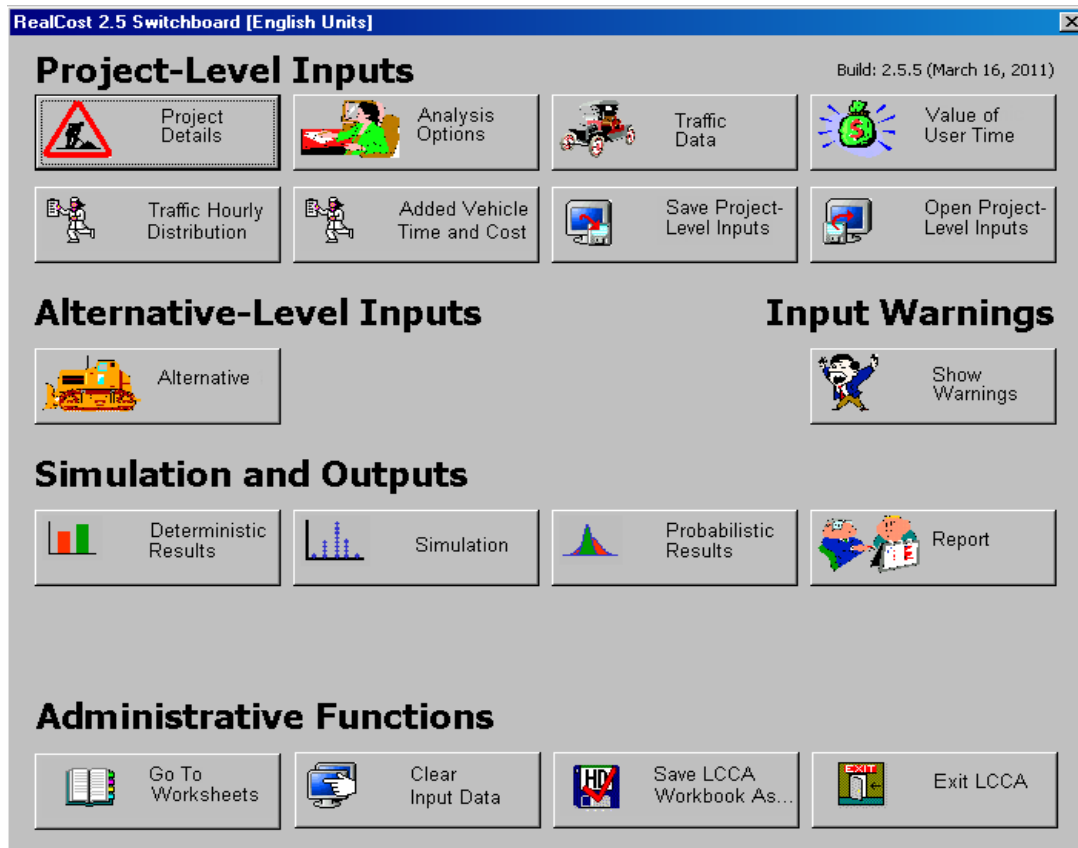 RealCost 2.5 Switchboard [English Units]
Project-Level Inputs
Build: 2.5.5 (March 16, 2011)
Project
Details
Analysis
Options
Traffic
Data
Value of
User Time
Traffic Hourly
Distribution
Added Vehicle
Time and Cost
Save Project-
Level Inputs
Open Project-
Level Inputs
Alternative-Level Inputs
Input Warnings
Alternative
Show
Warnings
Simulation and Outputs
Deterministic
Results
Simulation
Probabilistic
Results
Report
Administrative Functions
Go To
Worksheets
Clear
Input Data
HD
Save LCCA
Workbook As...
EXIT
Exit LCCA